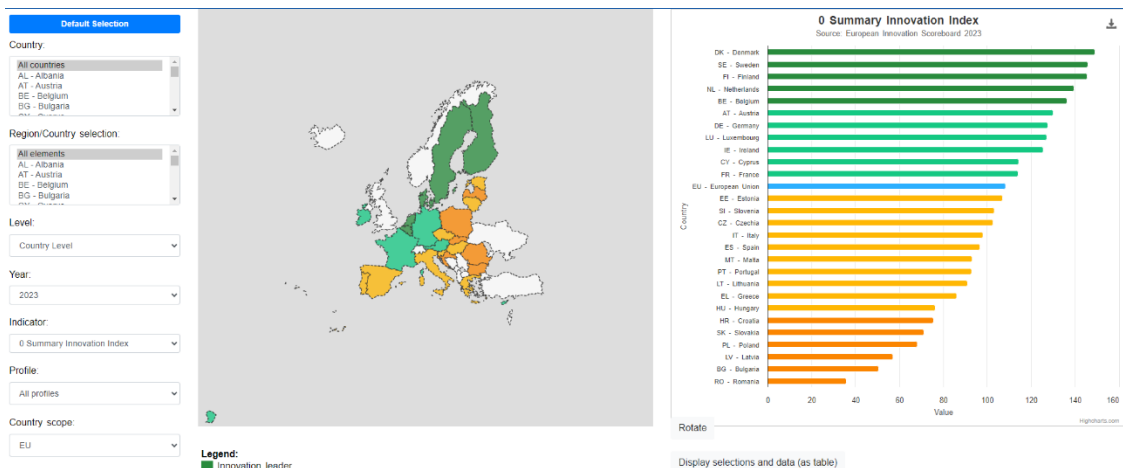 Default Selection
Country:
All countries
AL - Albania
AT - Austria
BE - Belgium
BG - Bulgaria
Region/Country selection:
All elements
AL - Albania
AT - Austria
BE - Belgium
BG - Bulgaria
Level:
Country Level
Year:
2023
Indicator:
0 Summary Innovation Index
Profile:
All profiles
Country scope:
EU
Legend:
Innovation leader
0 Summary Innovation Index
Source: European Innovation Scoreboard 2023
Country
DK - Denmark
SE - Sweden
FI - Finland
NL - Netherlands
BE - Belgium
AT - Austria
DE - Germany
LU - Luxembourg
IE - Ireland
CY - Cyprus
FR - France
EU - European Union
EE - Estonia
SI - Slovenia
CZ - Czechia
IT - Italy
ES - Spain
MT - Malta
PT - Portugal
LT - Lithuania
EL - Greece
HU - Hungary
HR - Croatia
SK - Slovakia
PL - Poland
LV - Latvia
BG - Bulgaria
RO - Romania
0 20 40 60 80 100 120 140 160
Value
Highcharts.com
Rotate
Display selections and data (as table)